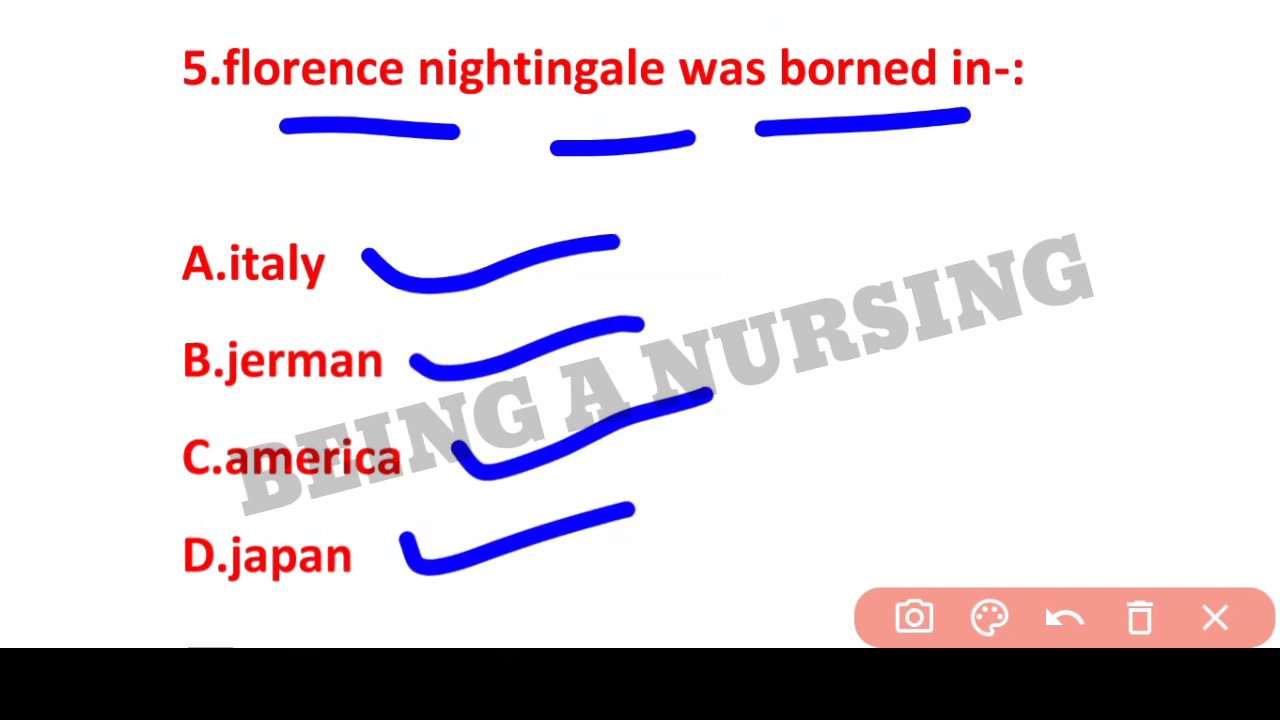 5.florence nightingale was borned in-:
A.italy
B.jerman
C.america
D.japan
BEING A NURSING